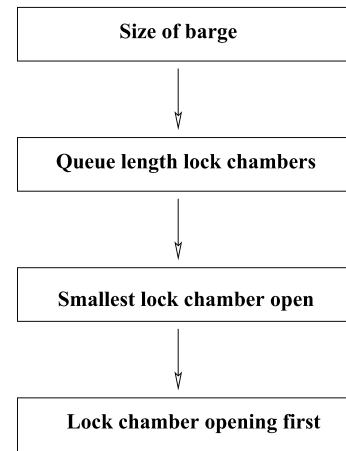 Size of barge
Queue length lock chambers
Smallest lock chamber open
Lock chamber opening first